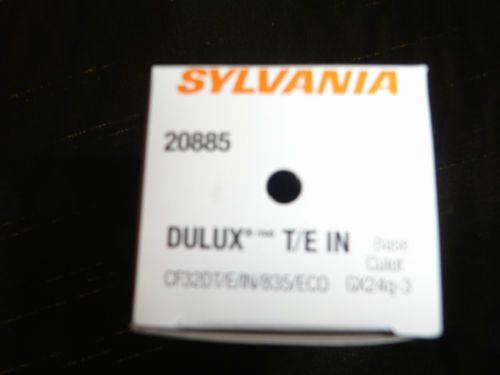 SYLVANIA
20885
DULUX® T/E IN
Base
Culot
CF32DT/E/IN/835/ECO GX24q-3